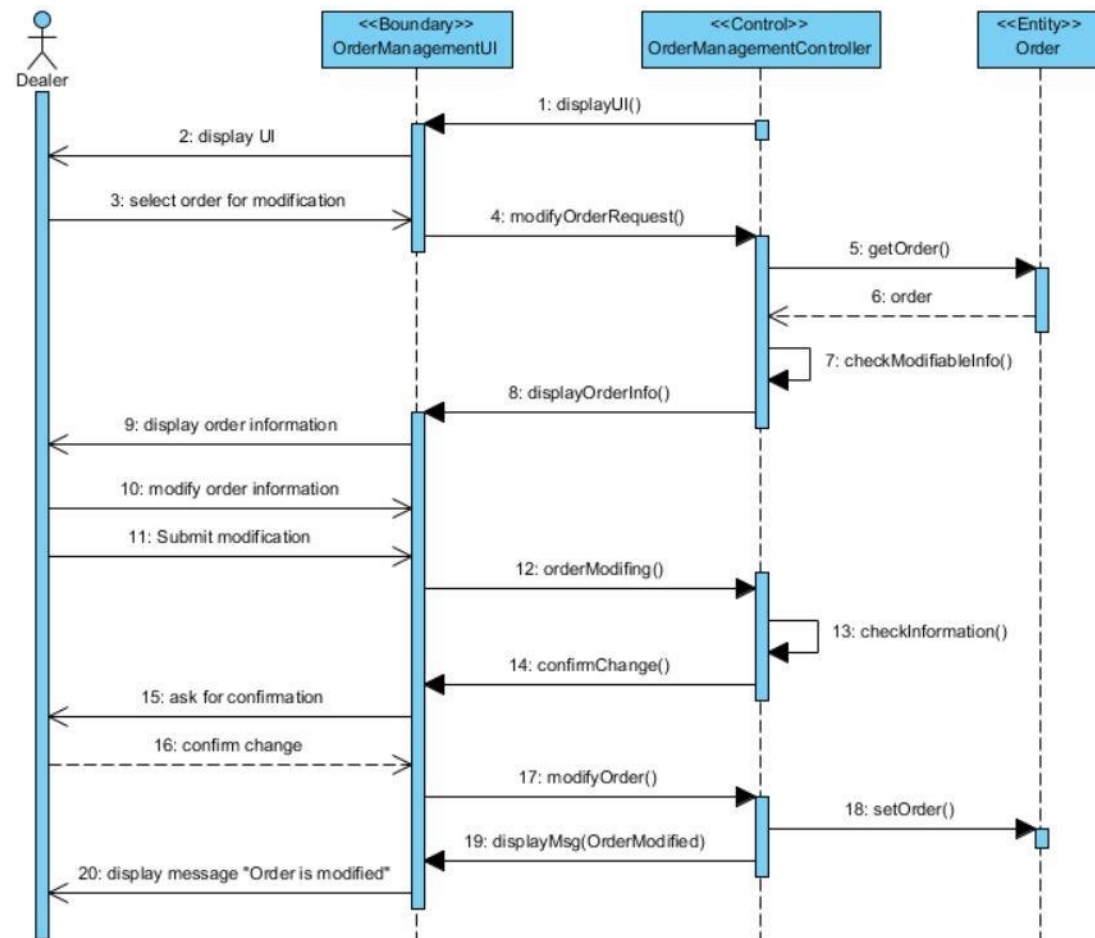 <<Boundary>>
OrderManagementUI
<<Control>>
OrderManagementController
<<Entity>>
Order
Dealer
1: displayUI()
2: display UI
3: select order for modification
4: modifyOrderRequest()
5: getOrder()
6: order
7: checkModifiableInfo()
8: displayOrderInfo()
9: display order information
10: modify order information
11: Submit modification
12: orderModifing()
13: checkInformation()
14: confirmChange()
15: ask for confirmation
16: confirm change
17: modifyOrder()
18: setOrder()
19: displayMsg(OrderModified)
20: display message "Order is modified"